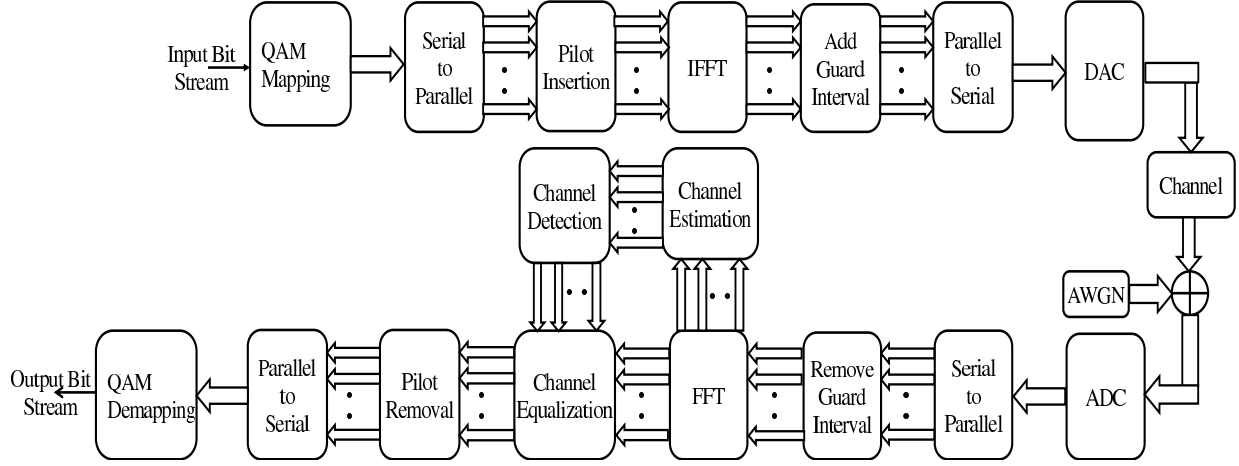 Input Bit
Stream
QAM
Mapping
Serial
to
Parallel
Pilot
Insertion
IFFT
Add
Guard
Interval
Parallel
to
Serial
DAC
Channel
AWGN
Channel
Detection
Channel
Estimation
Output Bit
Stream
QAM
Demapping
Parallel
to
Serial
Pilot
Removal
Channel
Equalization
FFT
Remove
Guard
Interval
Serial
to
Parallel
ADC